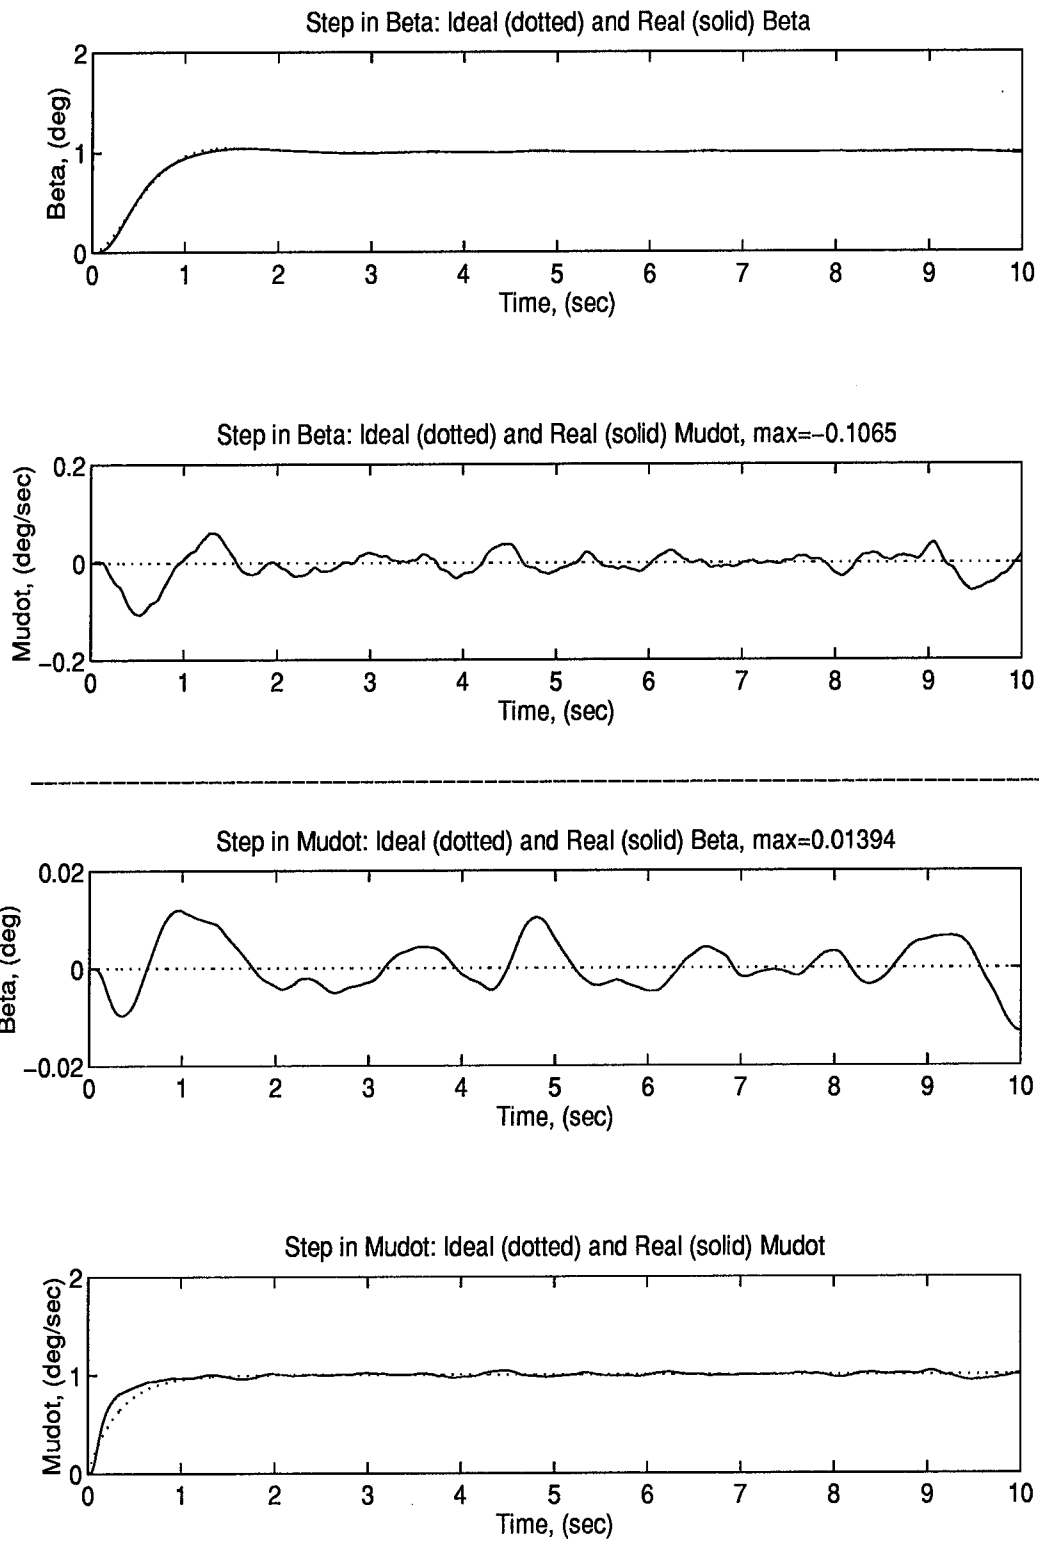 Step in Beta: Ideal (dotted) and Real (solid) Beta
Beta, (deg)
2
1
0
0 1 2 3 4 5 6 7 8 9 10
Time, (sec)
Step in Beta: Ideal (dotted) and Real (solid) Mudot, max=−0.1065
Mudot, (deg/sec)
0.2
0
−0.2
0 1 2 3 4 5 6 7 8 9 10
Time, (sec)
Step in Mudot: Ideal (dotted) and Real (solid) Beta, max=0.01394
Beta, (deg)
0.02
0
−0.02
0 1 2 3 4 5 6 7 8 9 10
Time, (sec)
Step in Mudot: Ideal (dotted) and Real (solid) Mudot
Mudot, (deg/sec)
2
1
0
0 1 2 3 4 5 6 7 8 9 10
Time, (sec)